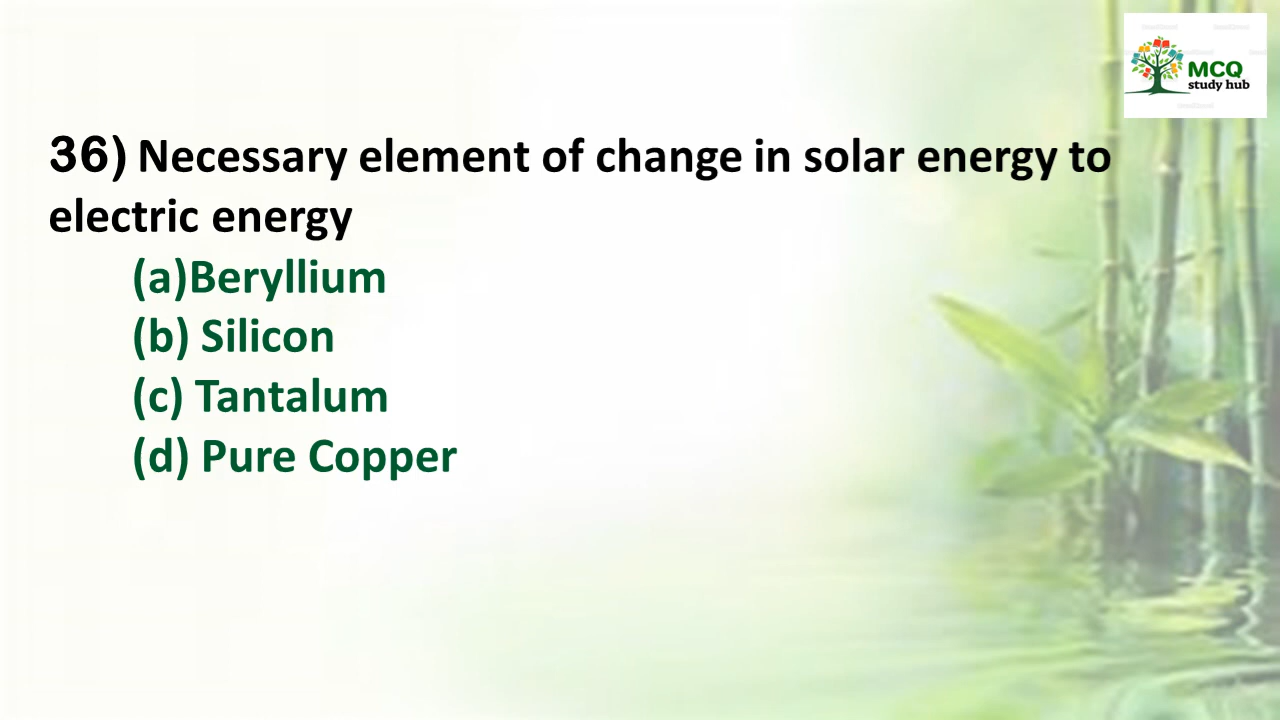 MCQ
study hub
36) Necessary element of change in solar energy to
electric energy
(a)Beryllium
(b) Silicon
(c) Tantalum
(d) Pure Copper